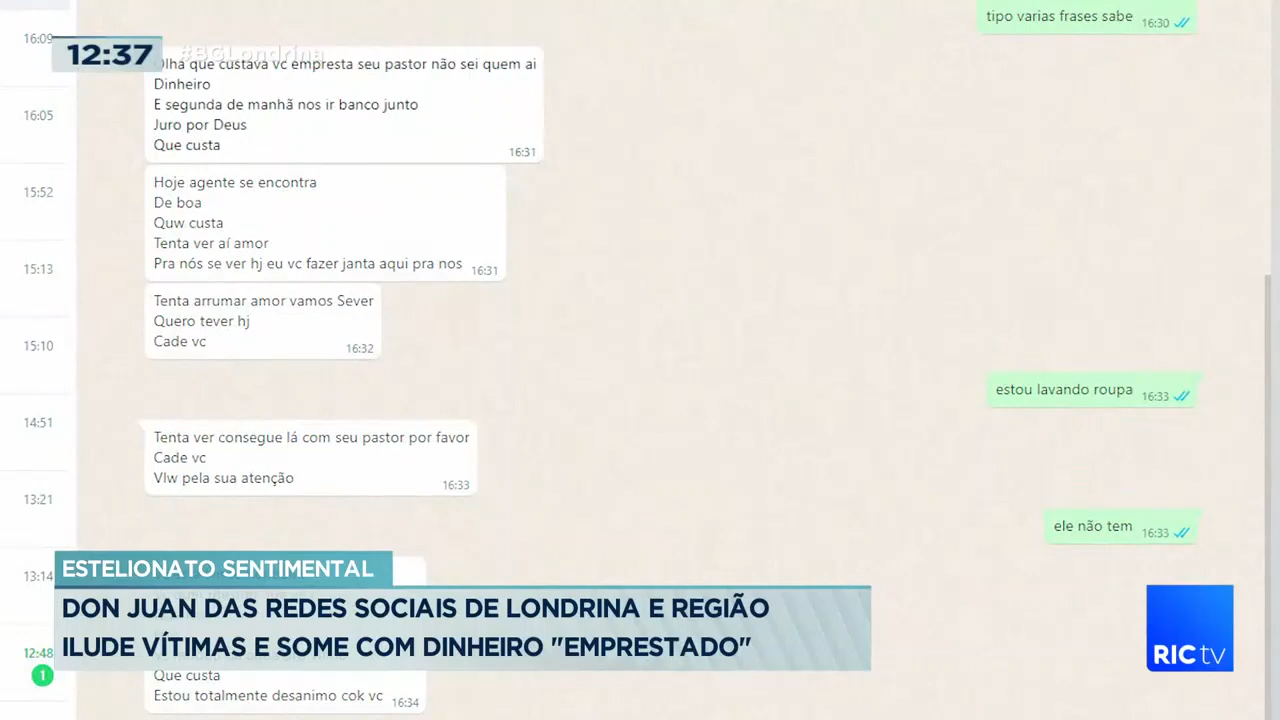 tipo varias frases sabe 16:30
16:09
12:37
#BGLondrina
Olha que custava vc empresta seu pastor não sei quem ai
Dinheiro
E segunda de manhã nos ir banco junto
Juro por Deus
Que custa
16:31
16:05
Hoje agente se encontra
De boa
Quw custa
Tenta ver aí amor
Pra nós se ver hj eu vc fazer janta aqui pra nos 16:31
15:52
15:13
Tenta arrumar amor vamos Sever
Quero tever hj
Cade vc
16:32
15:10
estou lavando roupa 16:33
14:51
Tenta ver consegue lá com seu pastor por favor
Cade vc
Vlw pela sua atenção
16:33
13:21
ele não tem 16:33
13:14
ESTELIONATO SENTIMENTAL
DON JUAN DAS REDES SOCIAIS DE LONDRINA E REGIÃO
ILUDE VÍTIMAS E SOME COM DINHEIRO "EMPRESTADO"
12:48
1
RIC tv
Que custa
Estou totalmente desanimo cok vc 16:34